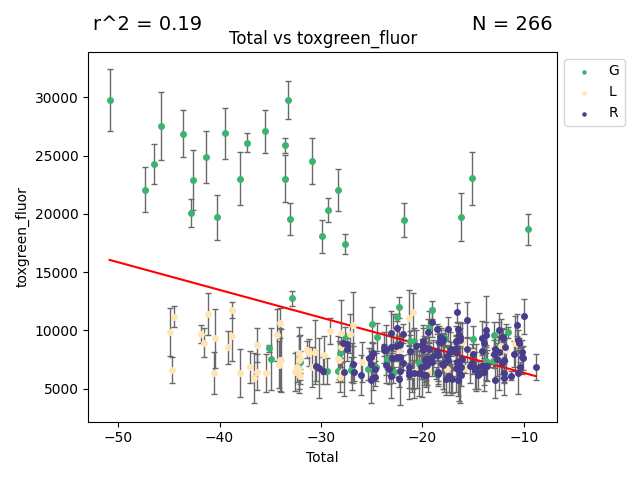 r^2 = 0.19
N = 266
Total vs toxgreen_fluor
G
L
R
30000
25000
20000
15000
10000
5000
toxgreen_fluor
−50
−40
−30
−20
−10
Total